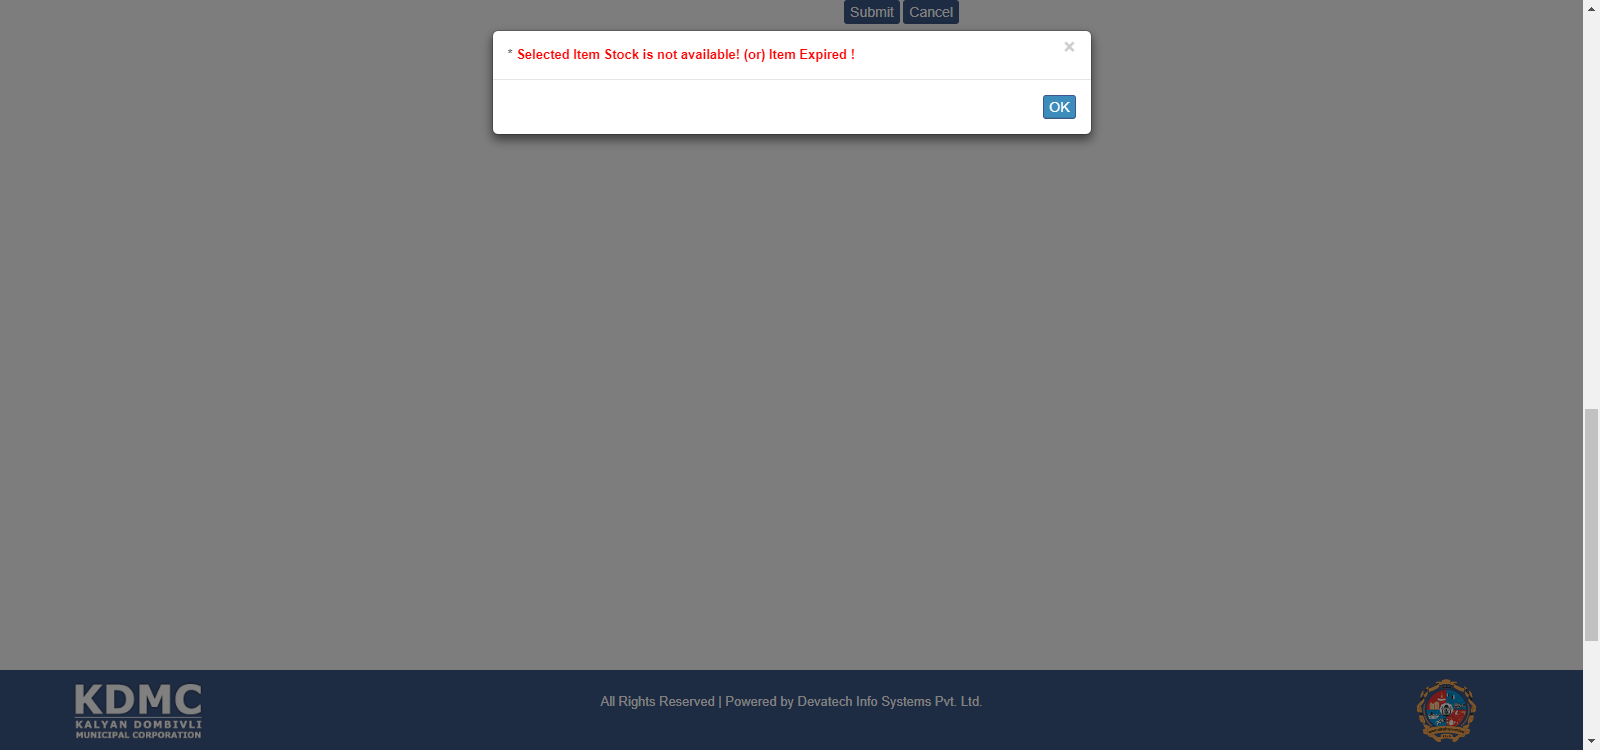 Submit Cancel
* Selected Item Stock is not available! (or) Item Expired !
×
OK
KDMC
KALYAN DOMBIVLI
MUNICIPAL CORPORATION
All Rights Reserved | Powered by Devatech Info Systems Pvt. Ltd.